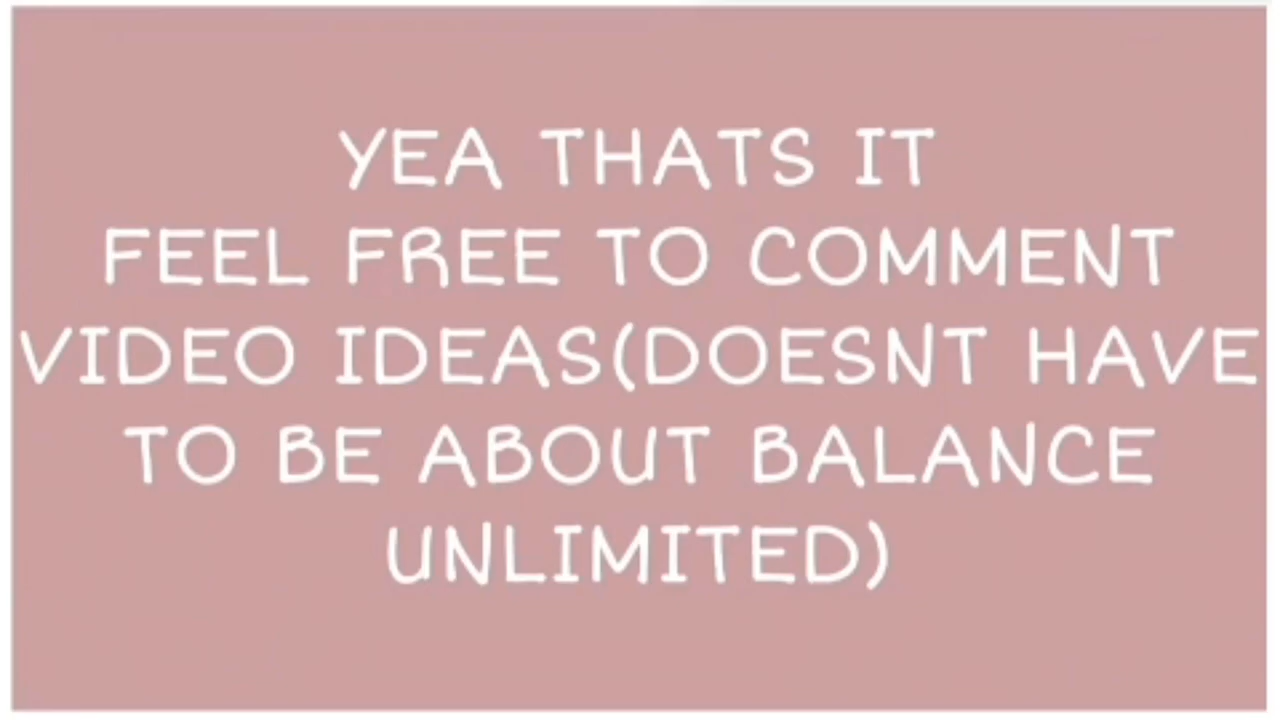 YEA THATS IT
FEEL FREE TO COMMENT
VIDEO IDEAS(DOESNT HAVE
TO BE ABOUT BALANCE
UNLIMITED)